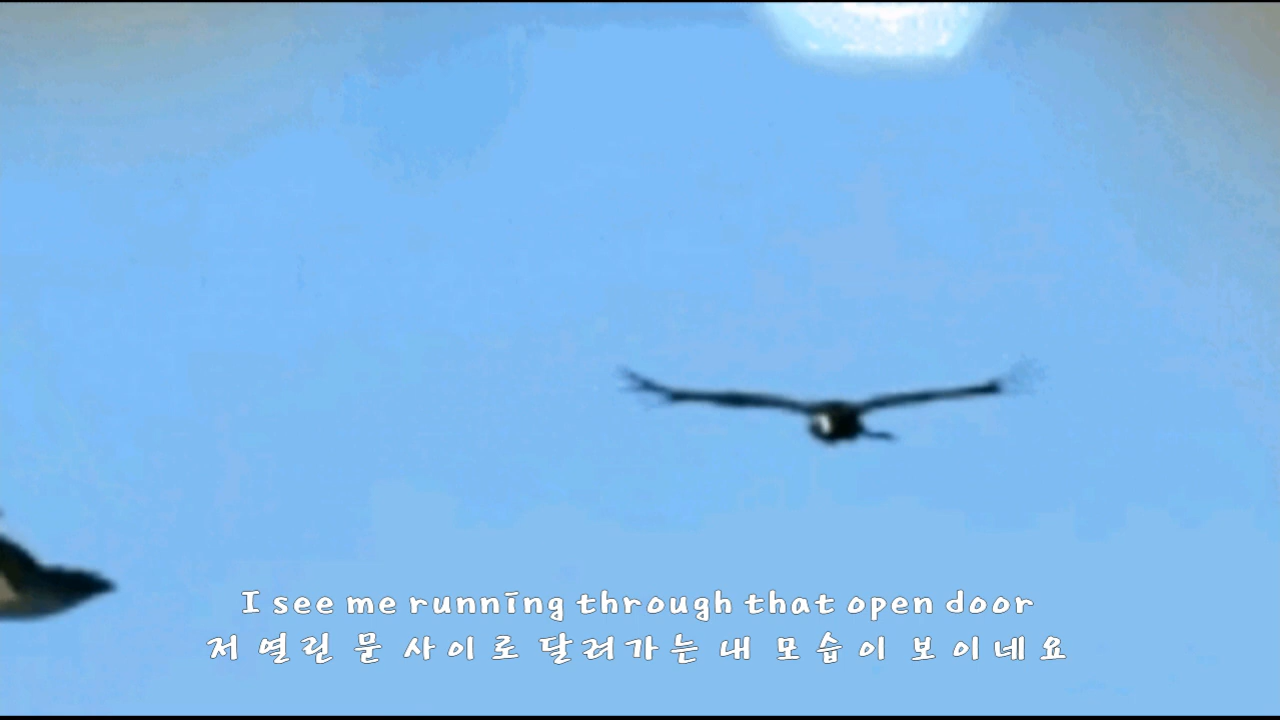 I see me running through that open door
저 열린 문 사이로 달려가는 내 모습이 보이네요